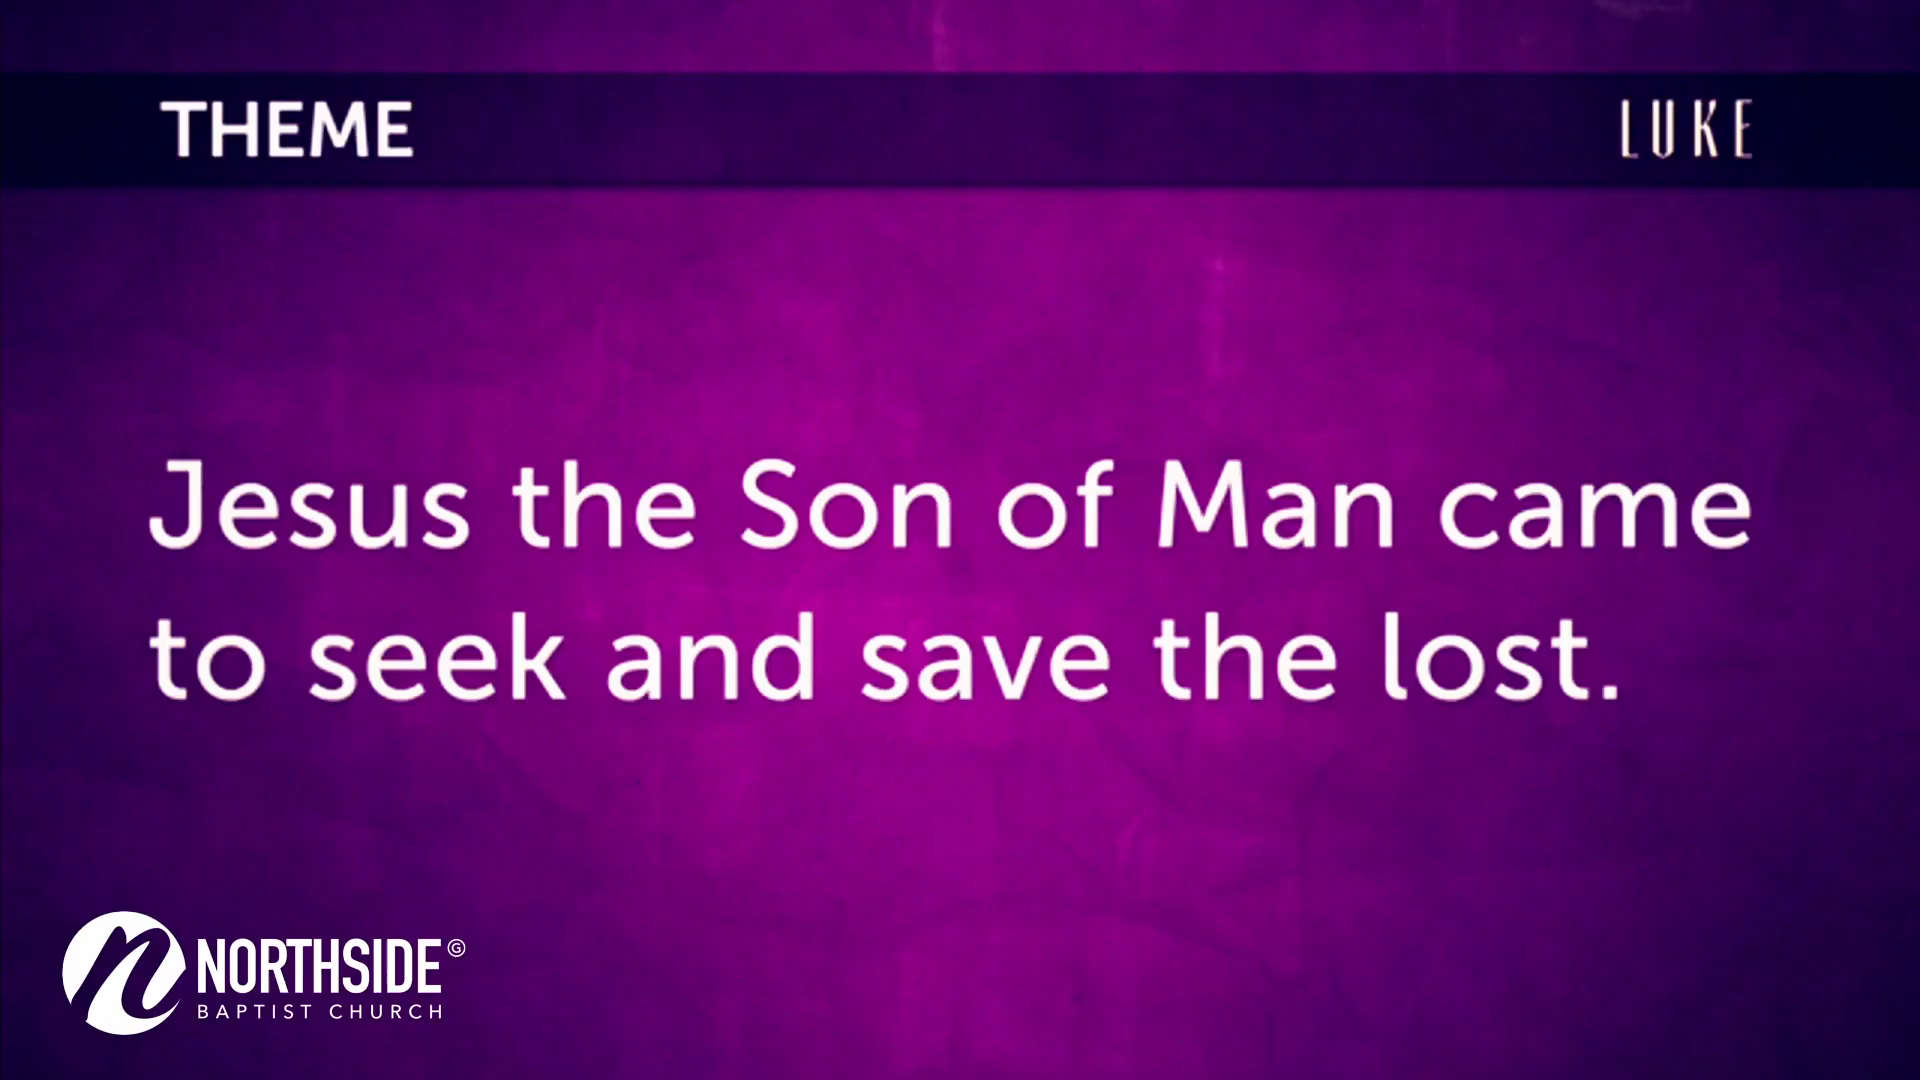 THEME
LUKE
Jesus the Son of Man came
to seek and save the lost.
NORTHSIDE G
BAPTIST CHURCH